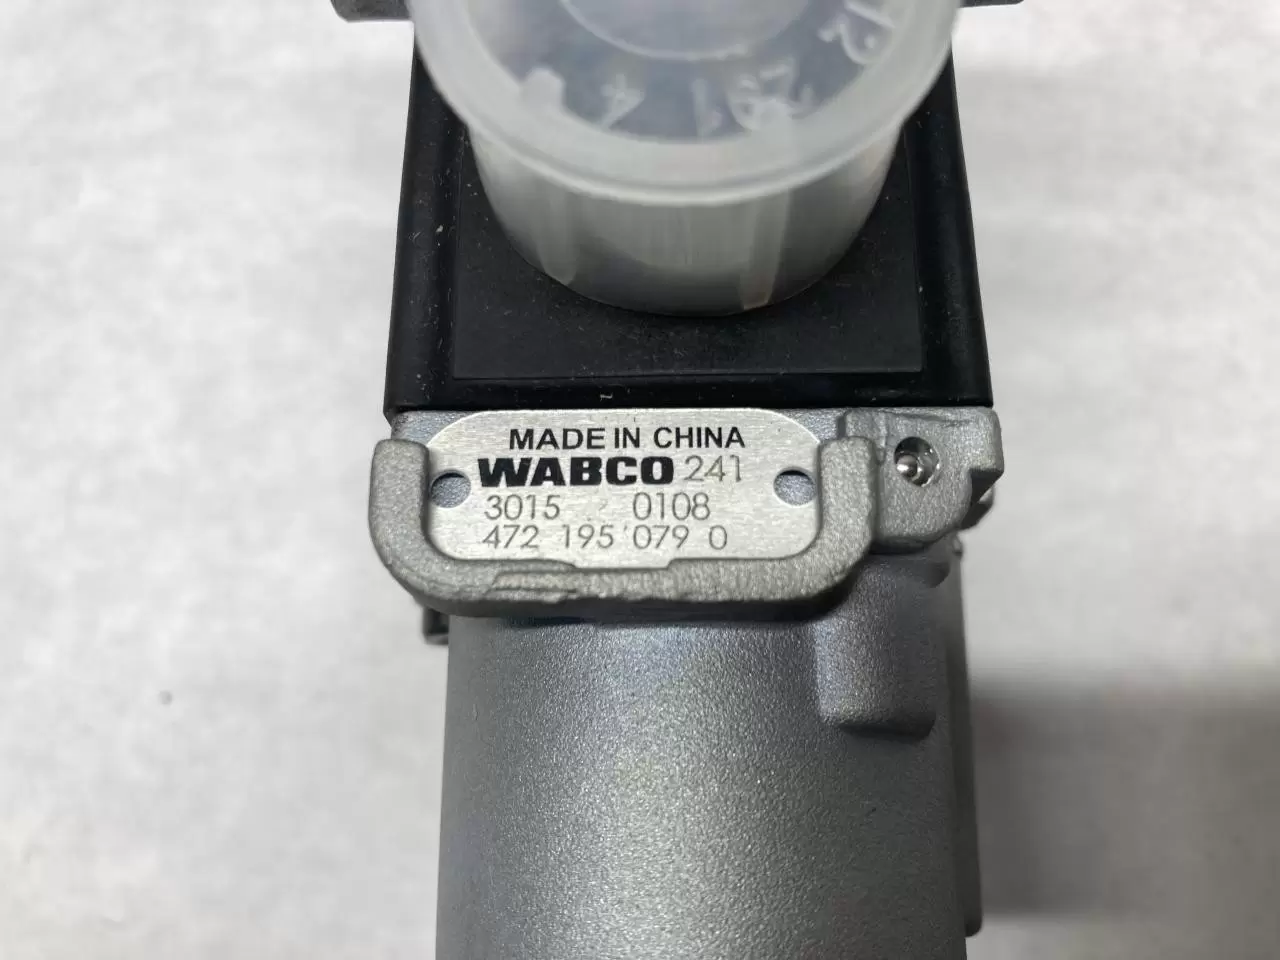 MADE IN CHINA
WABCO 241
3015 0108
472 195 079 0